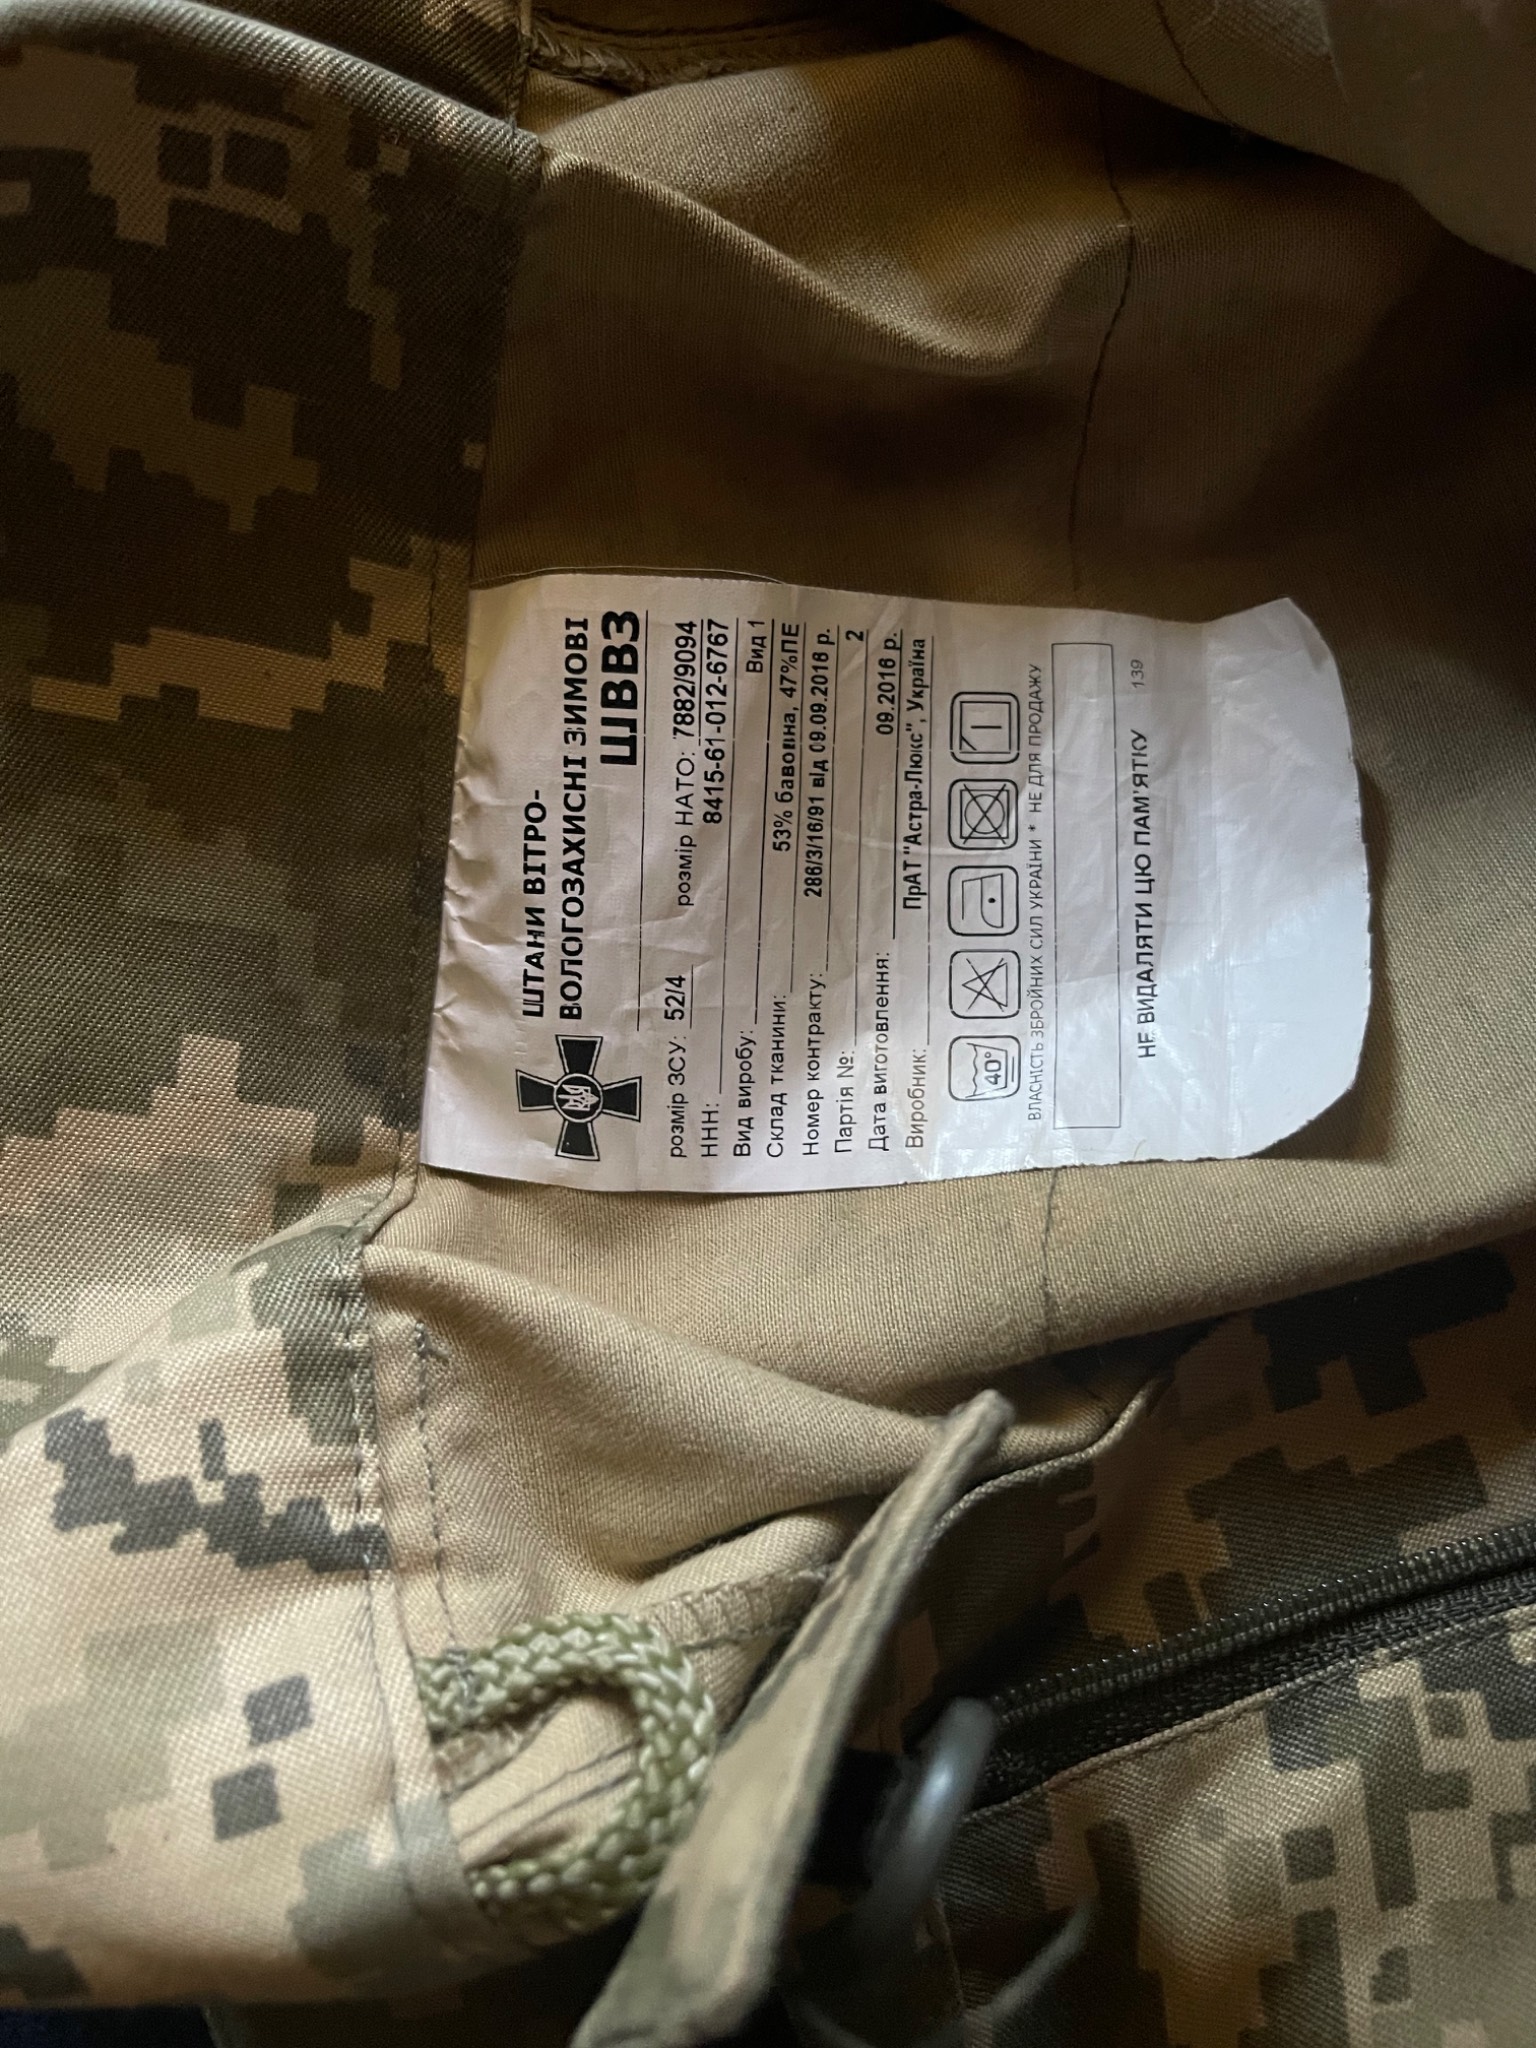 ШТАНИ ВІТРО-
ВОЛОГОЗАХИСНІ ЗИМОВІ
ШВВЗ
розмір ЗСУ: 52/4 розмір НАТО: 7882/9094
ННН: 8415-61-012-6767
Вид виробу: Вид 1
Склад тканини: 53% бавовна, 47%ПЕ
Номер контракту: 286/3/16/91 від 09.09.2016 р.
Партія №: 2
Дата виготовлення: 09.2016 р.
Виробник: ПрАТ "Астра-Люкс", Україна
40°
ВЛАСНІСТЬ ЗБРОЙНИХ СИЛ УКРАЇНИ * НЕ ДЛЯ ПРОДАЖУ
НЕ ВИДАЛЯТИ ЦЮ ПАМ'ЯТКУ 139